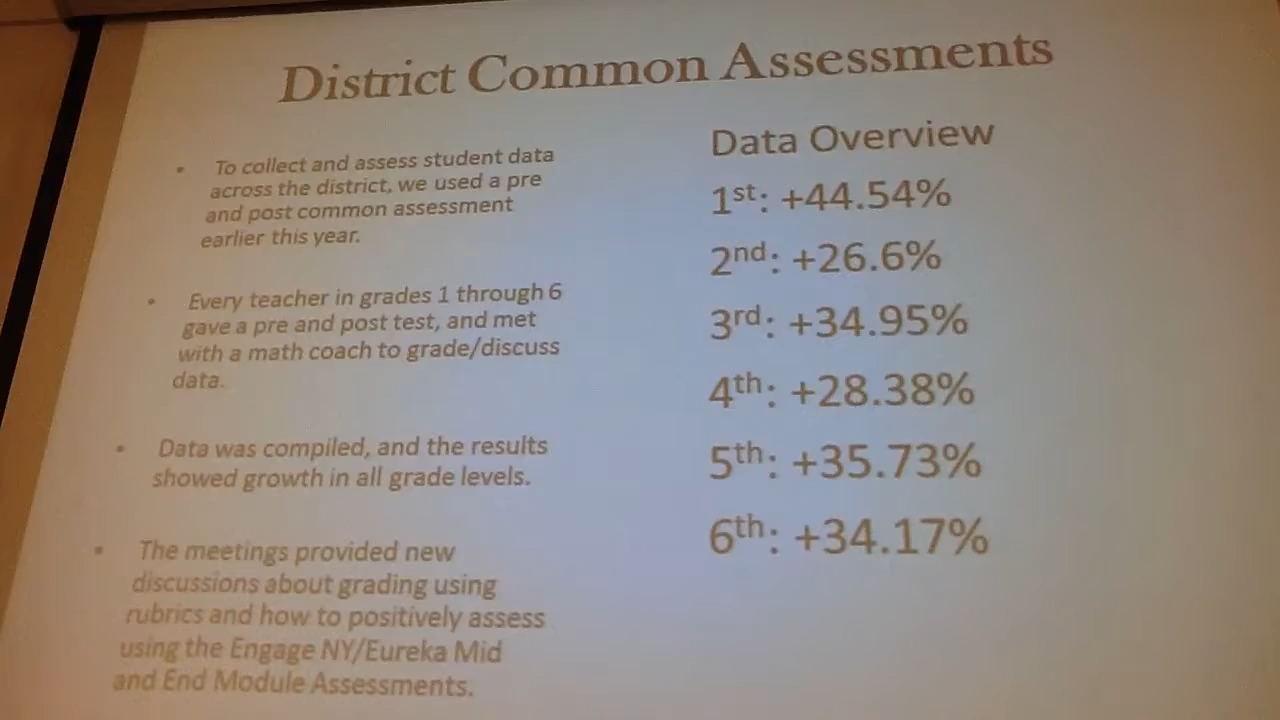 District Common Assessments
• To collect and assess student data
across the district, we used a pre
and post common assessment
earlier this year.
• Every teacher in grades 1 through 6
gave a pre and post test, and met
with a math coach to grade/discuss
data.
• Data was compiled, and the results
showed growth in all grade levels.
• The meetings provided new
discussions about grading using
rubrics and how to positively assess
using the Engage NY/Eureka Mid
and End Module Assessments.
Data Overview
1st: +44.54%
2nd: +26.6%
3rd: +34.95%
4th: +28.38%
5th: +35.73%
6th: +34.17%